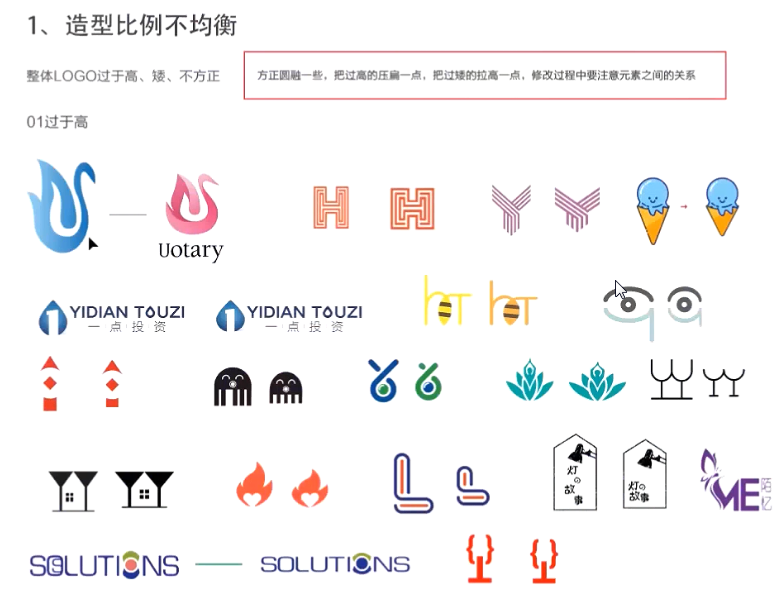 1、造型比例不均衡
整体LOGO过于高、矮、不方正
方正圆融一些，把过高的压扁一点，把过矮的拉高一点，修改过程中要注意元素之间的关系
01过于高
Uotary
YIDIAN TOUZI
一点投资
YIDIAN TOUZI
一点投资
灯の故事
灯の故事
ME
陌忆
SOLUTIONS
SOLUTIONS